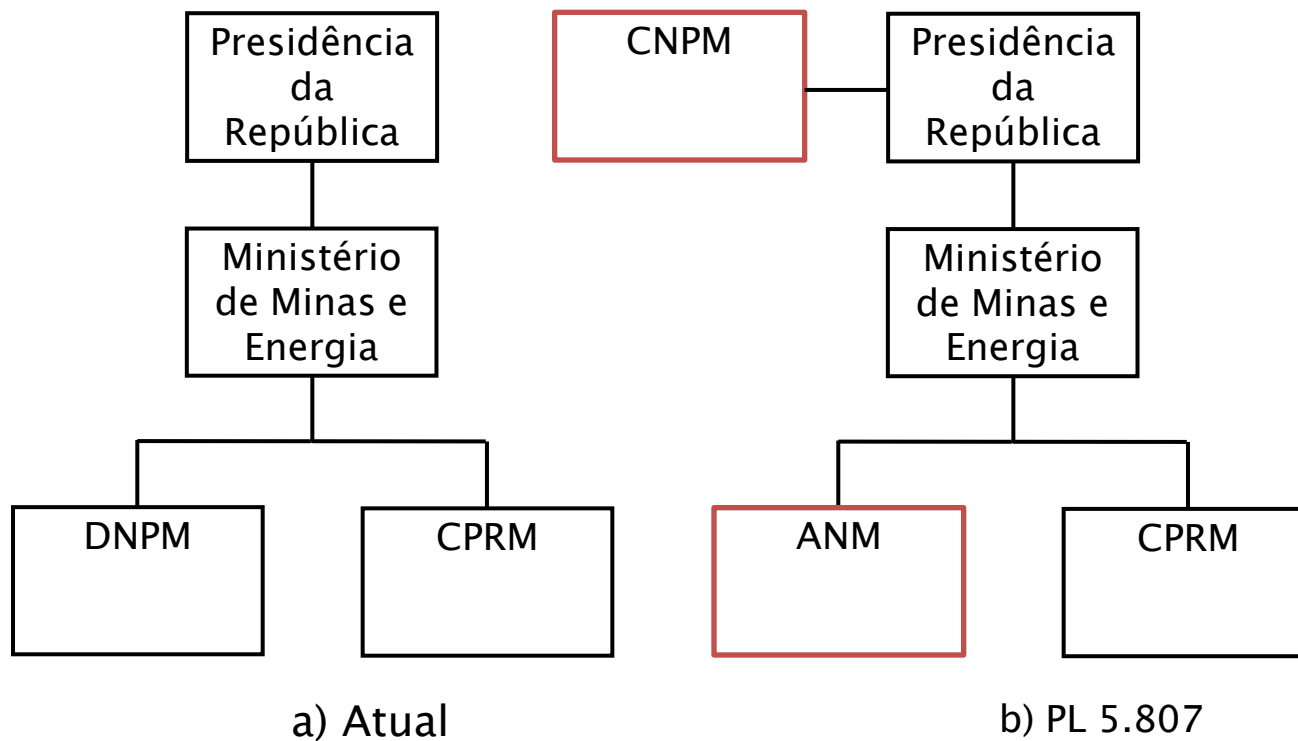 Presidência
da
República
Ministério
de Minas e
Energia
DNPM
CPRM
a) Atual
CNPM
Presidência
da
República
Ministério
de Minas e
Energia
ANM
CPRM
b) PL 5.807